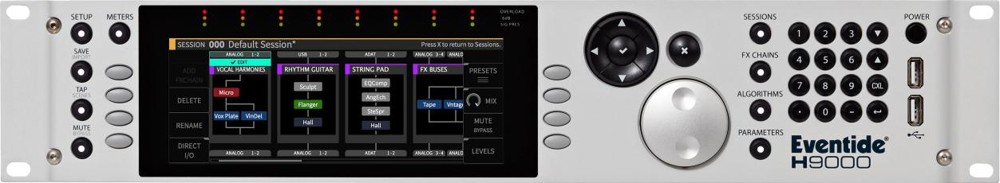 SETUP
METERS
SAVE
IMPORT
TAP
SCENES
MUTE
BYPASS
OVERLOAD
-6dB
SIG PRES
SESSION 000 Default Session*
Press X to return to Sessions.
ADD
FXCHAIN
DELETE
RENAME
DIRECT
I/O
ANALOG 1-2
✓ EDIT
VOCAL HARMONIES
Micro
Vox Plate
VinDel
ANALOG 1-2
USB 1-2
RHYTHM GUITAR
Sculpt
Flanger
Hall
ANALOG 1-2
ADAT 1-2
STRING PAD
EQComp
AngEch
SteSpr
Hall
ADAT 1-2
ANALOG 3-4 ANALO
FX BUSES
Tape
Vntag
ANALOG 3-4 ANALO
PRESETS
MIX
MUTE
BYPASS
LEVELS
SESSIONS
FX CHAINS
ALGORITHMS
PARAMETERS
1 2 3
4 5 6
7 8 9 CXL
. 0 -
POWER
Eventide®
H9000